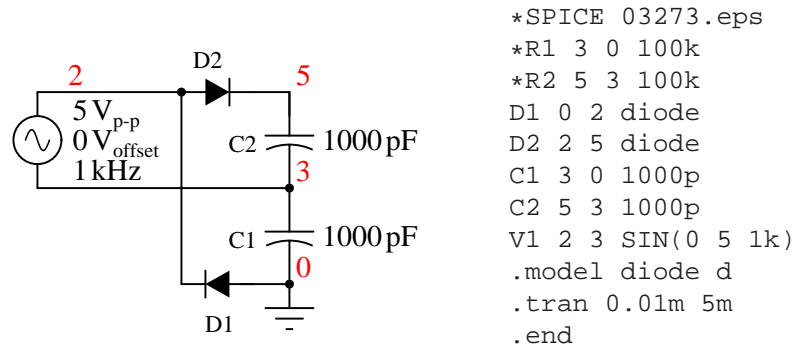 D2
2
5
5 Vp-p
0 Voffset
1 kHz
C2
1000 pF
3
C1
1000 pF
0
D1
*SPICE 03273.eps
*R1 3 0 100k
*R2 5 3 100k
D1 0 2 diode
D2 2 5 diode
C1 3 0 1000p
C2 5 3 1000p
V1 2 3 SIN(0 5 1k)
.model diode d
.tran 0.01m 5m
.end